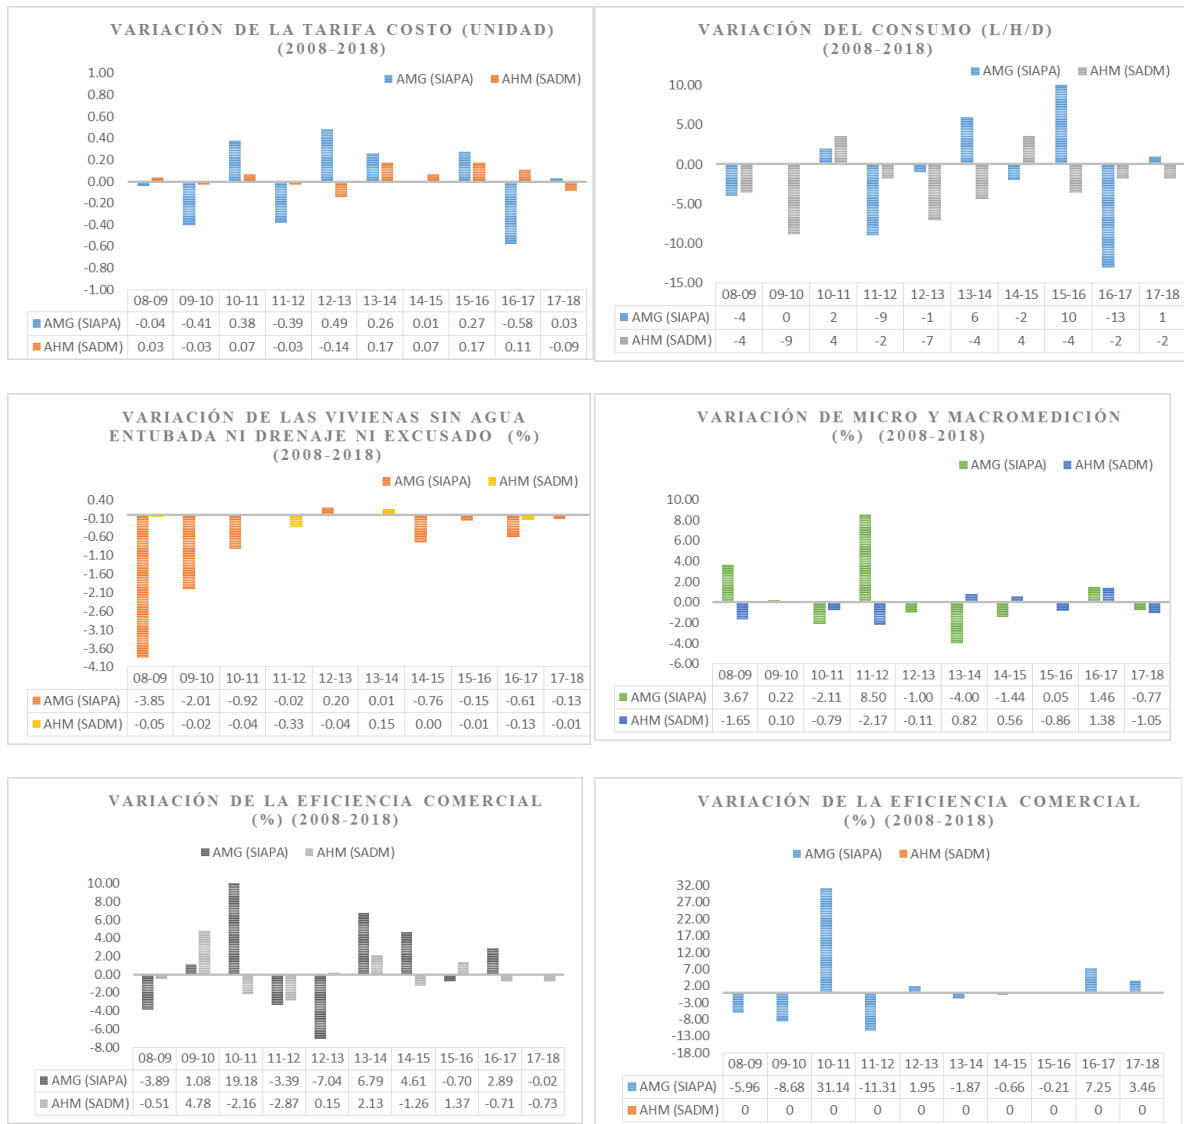 VARIACIÓN DE LA TARIFA COSTO (UNIDAD)
(2008-2018)
AMG (SIAPA) AHM (SADM)
1.00
0.80
0.60
0.40
0.20
0.00
-0.20
-0.40
-0.60
-0.80
-1.00
08-09 09-10 10-11 11-12 12-13 13-14 14-15 15-16 16-17 17-18
AMG (SIAPA) -0.04 -0.41 0.38 -0.39 0.49 0.26 0.01 0.27 -0.58 0.03
AHM (SADM) 0.03 -0.03 0.07 -0.03 -0.14 0.17 0.07 0.17 0.11 -0.09
VARIACIÓN DEL CONSUMO (L/H/D)
(2008-2018)
AMG (SIAPA) AHM (SADM)
10.00
5.00
0.00
-5.00
-10.00
-15.00
08-09 09-10 10-11 11-12 12-13 13-14 14-15 15-16 16-17 17-18
AMG (SIAPA) -4 0 2 -9 -1 6 -2 10 -13 1
AHM (SADM) -4 -9 4 -2 -7 -4 4 -4 -2 -2
VARIACIÓN DE LAS VIVIENAS SIN AGUA
ENTUBADA NI DRENAJE NI EXCUSADO (%)
(2008-2018)
AMG (SIAPA) AHM (SADM)
0.40
-0.10
-0.60
-1.10
-1.60
-2.10
-2.60
-3.10
-3.60
-4.10
08-09 09-10 10-11 11-12 12-13 13-14 14-15 15-16 16-17 17-18
AMG (SIAPA) -3.85 -2.01 -0.92 -0.02 0.20 0.01 -0.76 -0.15 -0.61 -0.13
AHM (SADM) -0.05 -0.02 -0.04 -0.33 -0.04 0.15 0.00 -0.01 -0.13 -0.01
VARIACIÓN DE MICRO Y MACROMEDICIÓN
(%) (2008-2018)
AMG (SIAPA) AHM (SADM)
10.00
8.00
6.00
4.00
2.00
0.00
-2.00
-4.00
-6.00
08-09 09-10 10-11 11-12 12-13 13-14 14-15 15-16 16-17 17-18
AMG (SIAPA) 3.67 0.22 -2.11 8.50 -1.00 -4.00 -1.44 0.05 1.46 -0.77
AHM (SADM) -1.65 0.10 -0.79 -2.17 -0.11 0.82 0.56 -0.86 1.38 -1.05
VARIACIÓN DE LA EFICIENCIA COMERCIAL
(%) (2008-2018)
AMG (SIAPA) AHM (SADM)
10.00
8.00
6.00
4.00
2.00
0.00
-2.00
-4.00
-6.00
-8.00
08-09 09-10 10-11 11-12 12-13 13-14 14-15 15-16 16-17 17-18
AMG (SIAPA) -3.89 1.08 19.18 -3.39 -7.04 6.79 4.61 -0.70 2.89 -0.02
AHM (SADM) -0.51 4.78 -2.16 -2.87 0.15 2.13 -1.26 1.37 -0.71 -0.73
VARIACIÓN DE LA EFICIENCIA COMERCIAL
(%) (2008-2018)
AMG (SIAPA) AHM (SADM)
32.00
27.00
22.00
17.00
12.00
7.00
2.00
-3.00
-8.00
-13.00
-18.00
08-09 09-10 10-11 11-12 12-13 13-14 14-15 15-16 16-17 17-18
AMG (SIAPA) -5.96 -8.68 31.14 -11.31 1.95 -1.87 -0.66 -0.21 7.25 3.46
AHM (SADM) 0 0 0 0 0 0 0 0 0 0